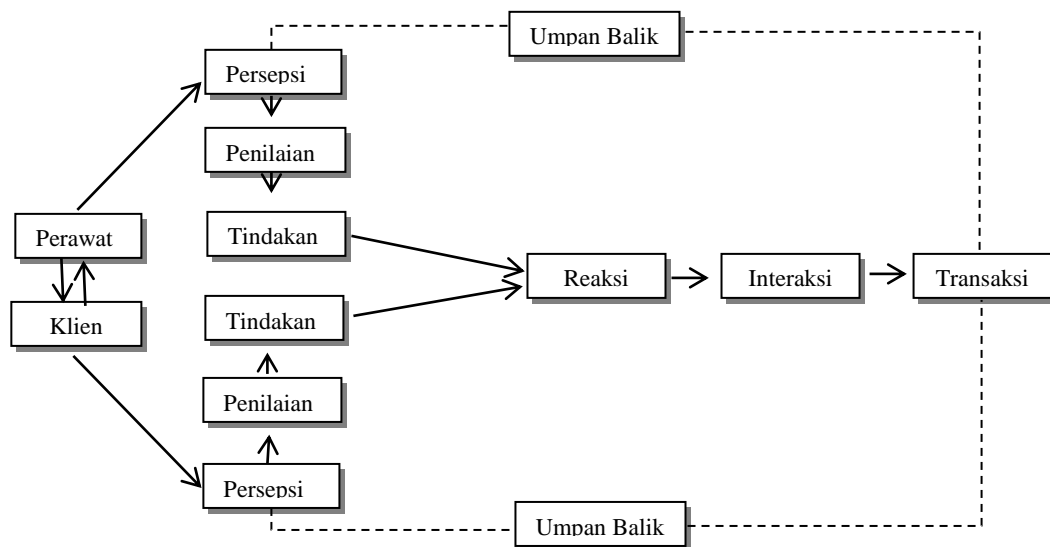 Umpan Balik
Persepsi
Penilaian
Tindakan
Perawat
Klien
Reaksi
Interaksi
Transaksi
Tindakan
Penilaian
Persepsi
Umpan Balik